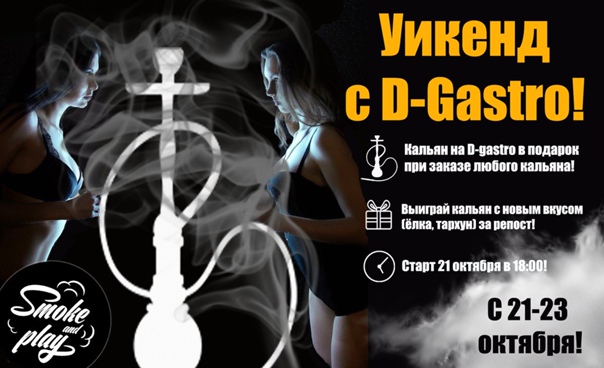 Уикенд
с D-Gastro!
Кальян на D-gastro в подарок
при заказе любого кальяна!
Выиграй кальян с новым вкусом
(ёлка, тархун) за репост!
Старт 21 октября в 18:00!
С 21-23
октября!
Smoke
and
play